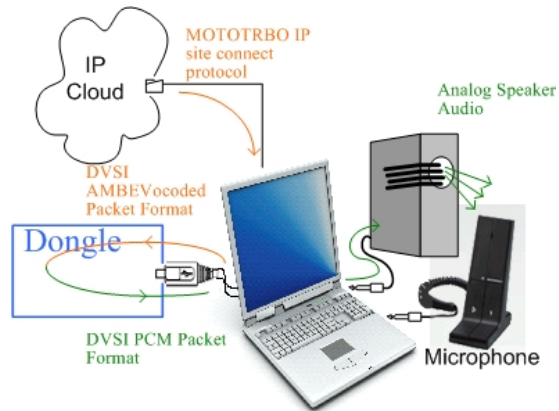 MOTOTRBO IP
site connect
protocol
IP
Cloud
Analog Speaker
Audio
DVSI
AMBEVocoded
Packet Format
Dongle
DVSI PCM Packet
Format
Microphone